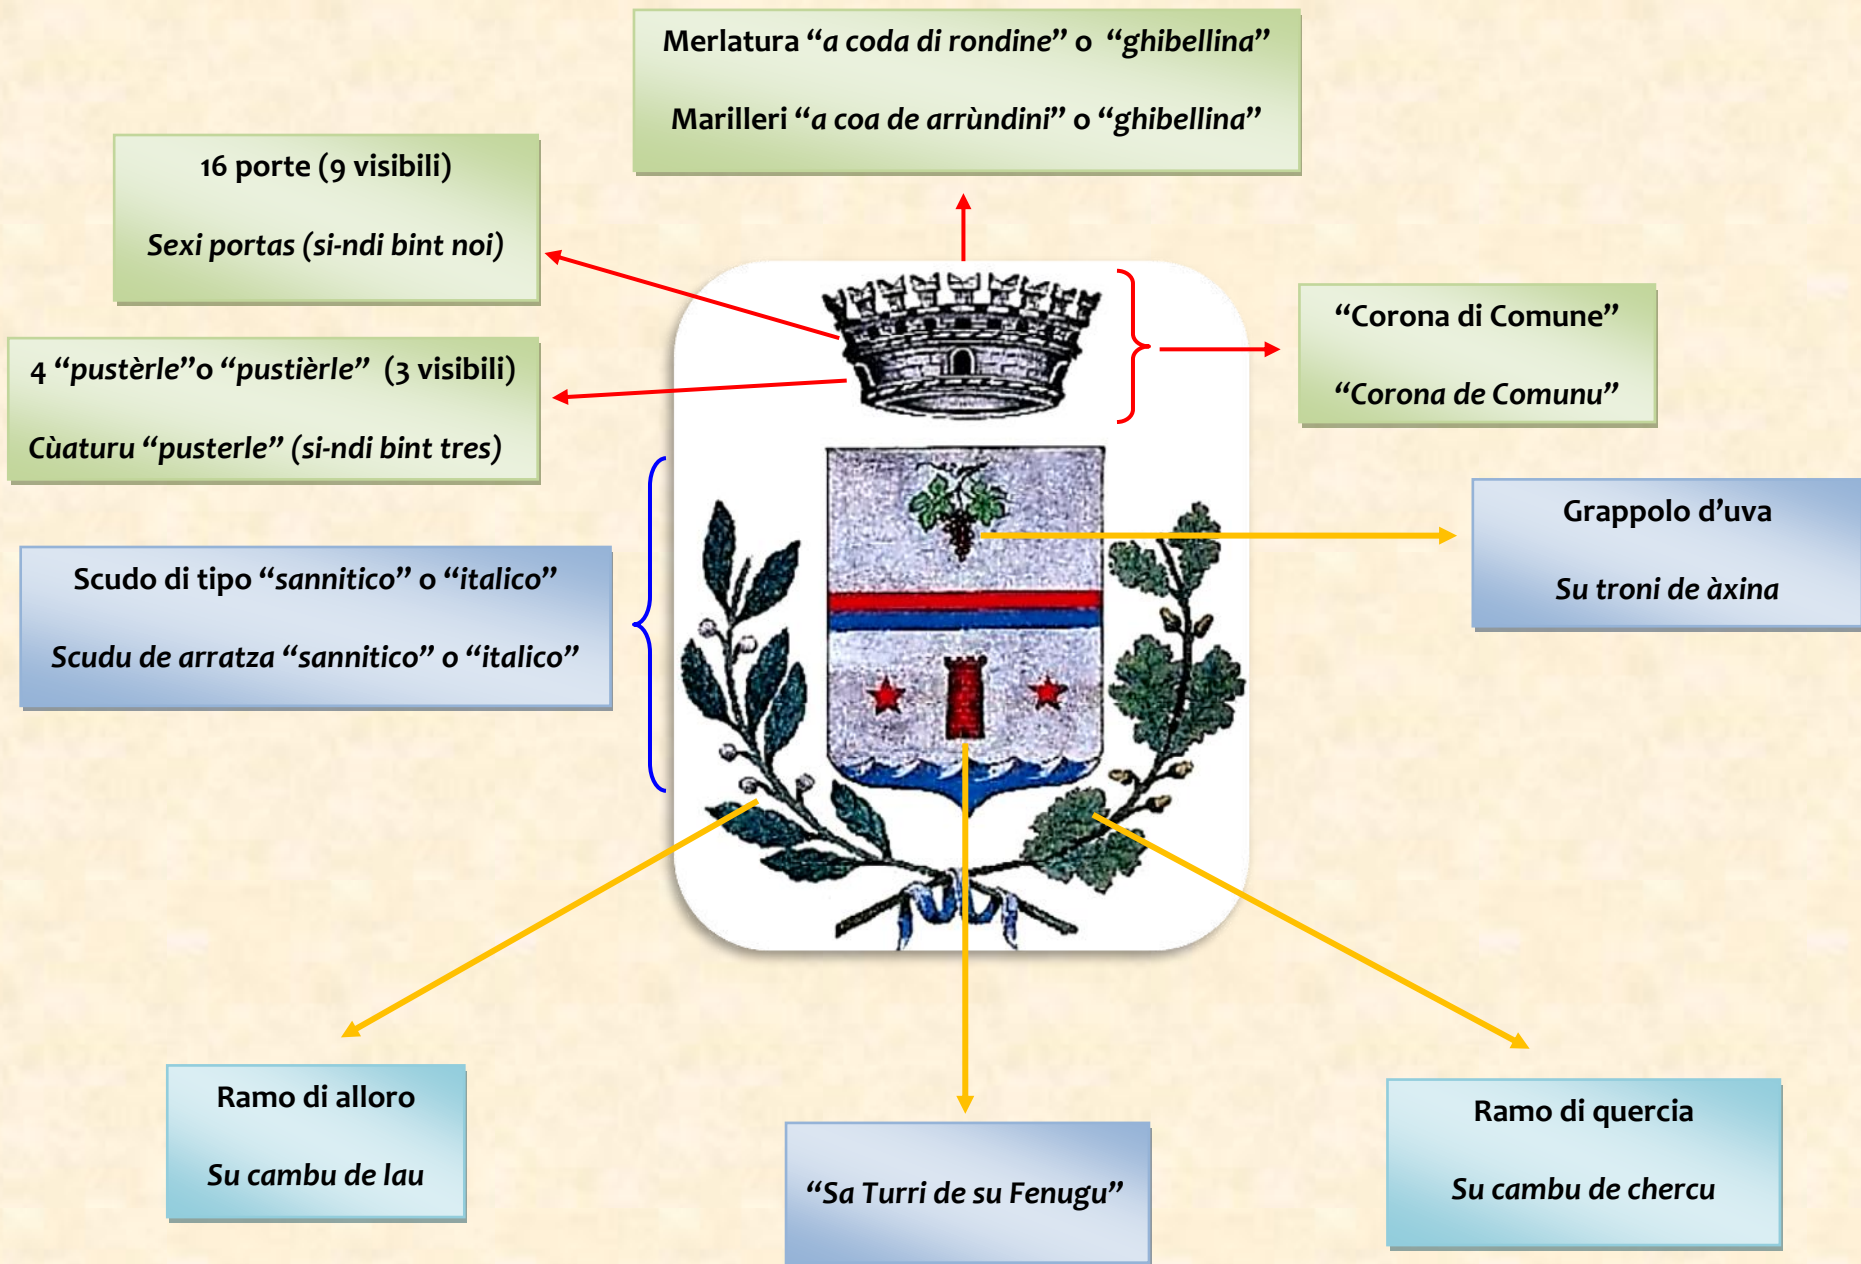 Merlatura “a coda di rondine” o “ghibellina”
Marilleri “a coa de arrùndini” o “ghibellina”
16 porte (9 visibili)
Sexi portas (si-ndi bint noi)
“Corona di Comune”
“Corona de Comunu”
4 “pustèrle”o “pustièrle” (3 visibili)
Cùaturu “pusterle” (si-ndi bint tres)
Grappolo d’uva
Su troni de àxina
Scudo di tipo “sannitico” o “italico”
Scudu de arratza “sannitico” o “italico”
Ramo di alloro
Su cambu de lau
“Sa Turri de su Fenugu”
Ramo di quercia
Su cambu de chercu